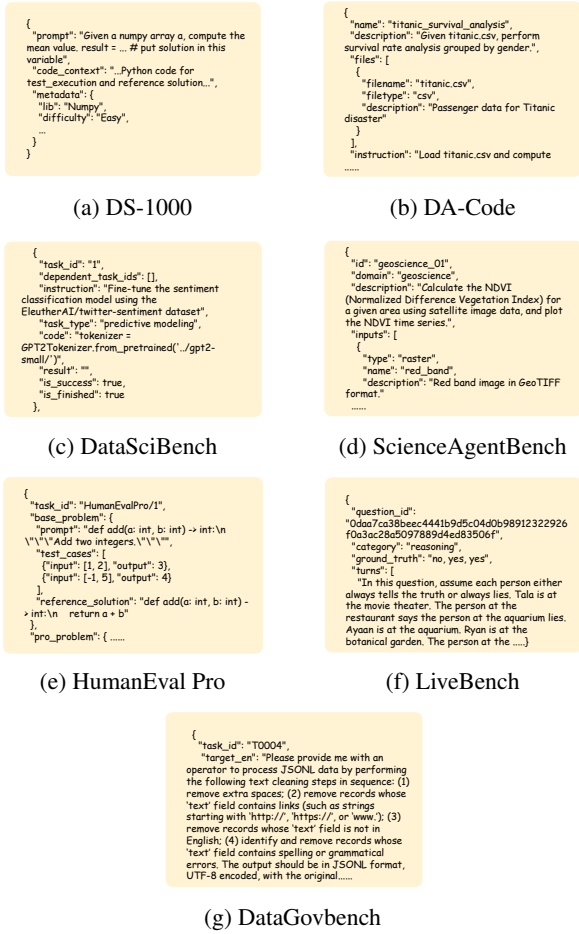 {
"prompt": "Given a numpy array a, compute the
mean value. result = ... # put solution in this
variable",
"code_context": "...Python code for
test_execution and reference solution...",
"metadata": {
"lib": "Numpy",
"difficulty": "Easy",
...
}
}
(a) DS-1000
{
"name": "titanic_survival_analysis",
"description": "Given titanic.csv, perform
survival rate analysis grouped by gender.",
"files": [
{
"filename": "titanic.csv",
"filetype": "csv",
"description": "Passenger data for Titanic
disaster"
}
],
"instruction": "Load titanic.csv and compute
......
(b) DA-Code
{
"task_id": "1",
"dependent_task_ids": [],
"instruction": "Fine-tune the sentiment
classification model using the
EleutherAI/twitter-sentiment dataset",
"task_type": "predictive modeling",
"code": "tokenizer =
GPT2Tokenizer.from_pretrained('../gpt2-
small/')",
"result": "",
"is_success": true,
"is_finished": true
},
(c) DataSciBench
{
"id": "geoscience_01",
"domain": "geoscience",
"description": "Calculate the NDVI
(Normalized Difference Vegetation Index) for
a given area using satellite image data, and plot
the NDVI time series.",
"inputs": [
{
"type": "raster",
"name": "red_band",
"description": "Red band image in GeoTIFF
format."
......
(d) ScienceAgentBench
{
"task_id": "HumanEvalPro/1",
"base_problem": {
"prompt": "def add(a: int, b: int) -> int:\n
\"\"\"Add two integers.\"\"\"",
"test_cases": [
{"input": [1, 2], "output": 3},
{"input": [-1, 5], "output": 4}
],
"reference_solution": "def add(a: int, b: int) -
> int:\n    return a + b"
},
"pro_problem": { ......
(e) HumanEval Pro
{
"question_id":
"0daa7ca38beec4441b9d5c04d0b98912322926
f0a3ac28a5097889d4ed83506f",
"category": "reasoning",
"ground_truth": "no, yes, yes",
"turns": [
"In this question, assume each person either
always tells the truth or always lies. Tala is at
the movie theater. The person at the
restaurant says the person at the aquarium lies.
Ayaan is at the aquarium. Ryan is at the
botanical garden. The person at the .....}
(f) LiveBench
{
"task_id": "T0004",
"target_en": "Please provide me with an
operator to process JSONL data by performing
the following text cleaning steps in sequence: (1)
remove extra spaces; (2) remove records whose
'text' field contains links (such as strings
starting with 'http://', 'https://', or 'www.'); (3)
remove records whose 'text' field is not in
English; (4) identify and remove records whose
'text' field contains spelling or grammatical
errors. The output should be in JSONL format,
UTF-8 encoded, with the original......
(g) DataGovbench